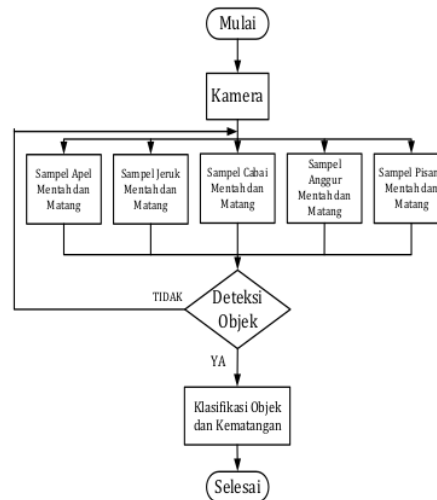 Mulai
Kamera
Sampel Apel
Mentah dan
Matang
Sampel Jeruk
Mentah dan
Matang
Sampel Cabai
Mentah dan
Matang
Sampel
Anggur
Mentah dan
Matang
Sampel Pisan
Mentah dan
Matang
TIDAK
Deteksi
Objek
YA
Klasifikasi Objek
dan Kematangan
Selesai